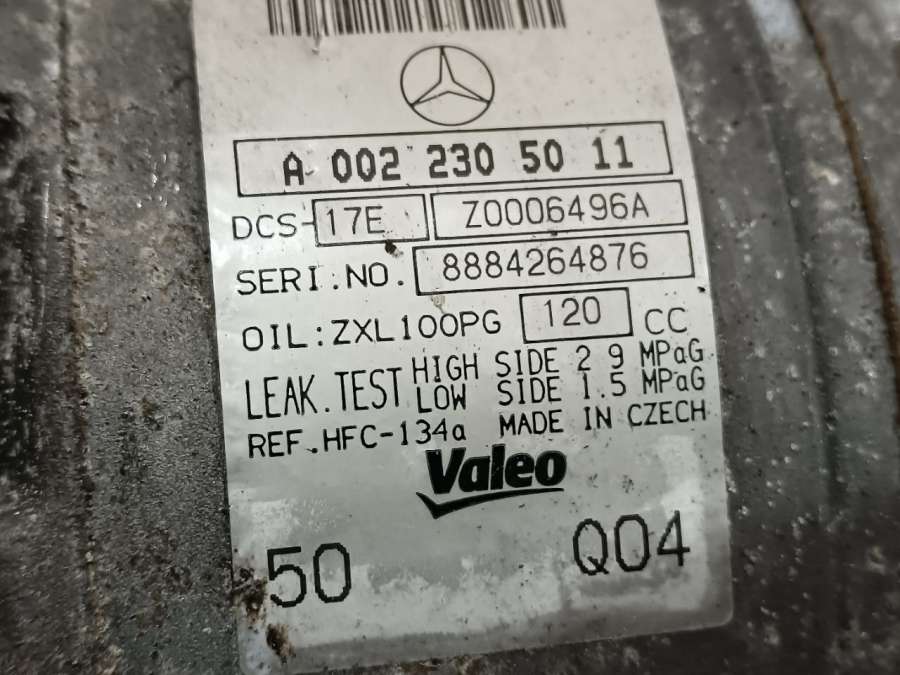 A 002 230 50 11
DCS-17E Z0006496A
SERI.NO. 8884264876
OIL:ZXL100PG 120 CC
LEAK.TEST HIGH SIDE 2 9 MPaG
LOW SIDE 1.5 MPaG
REF.HFC-134a MADE IN CZECH
Valeo
50 Q04